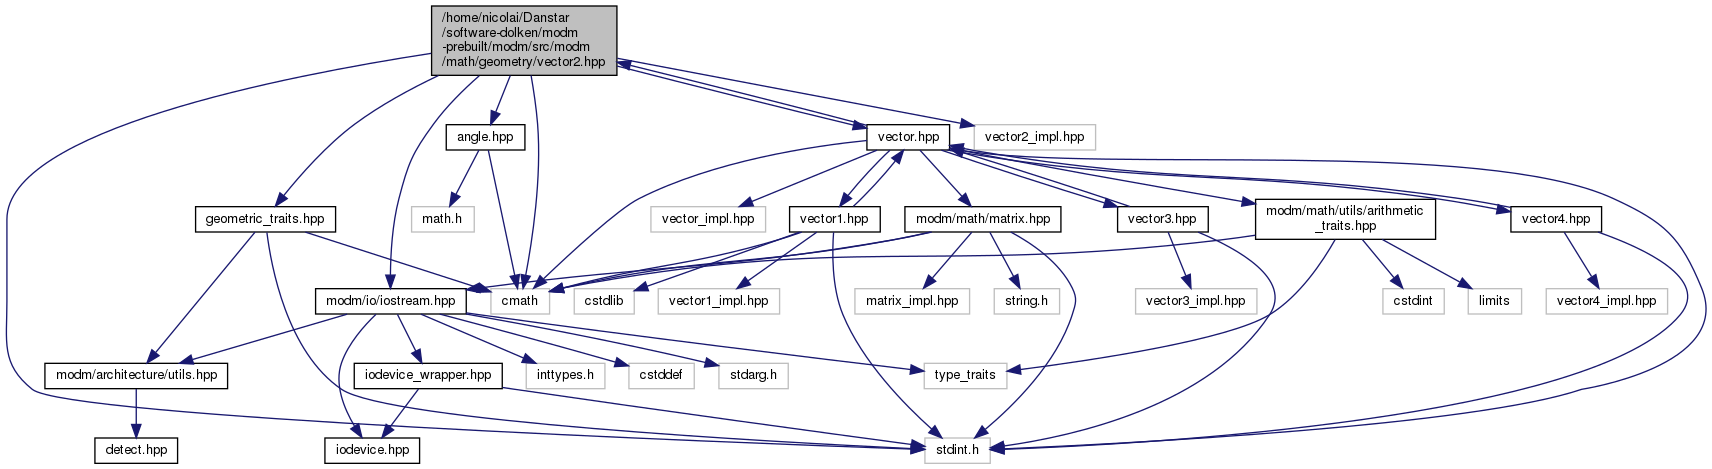 /home/nicolai/Danstar
/software-dolken/modm
-prebuilt/modm/src/modm
/math/geometry/vector2.hpp
angle.hpp
vector.hpp
vector2_impl.hpp
geometric_traits.hpp
math.h
vector_impl.hpp
vector1.hpp
modm/math/matrix.hpp
vector3.hpp
modm/math/utils/arithmetic
_traits.hpp
vector4.hpp
modm/io/iostream.hpp
cmath
cstdlib
vector1_impl.hpp
matrix_impl.hpp
string.h
vector3_impl.hpp
cstdint
limits
vector4_impl.hpp
modm/architecture/utils.hpp
iodevice_wrapper.hpp
inttypes.h
cstddef
stdarg.h
type_traits
detect.hpp
iodevice.hpp
stdint.h